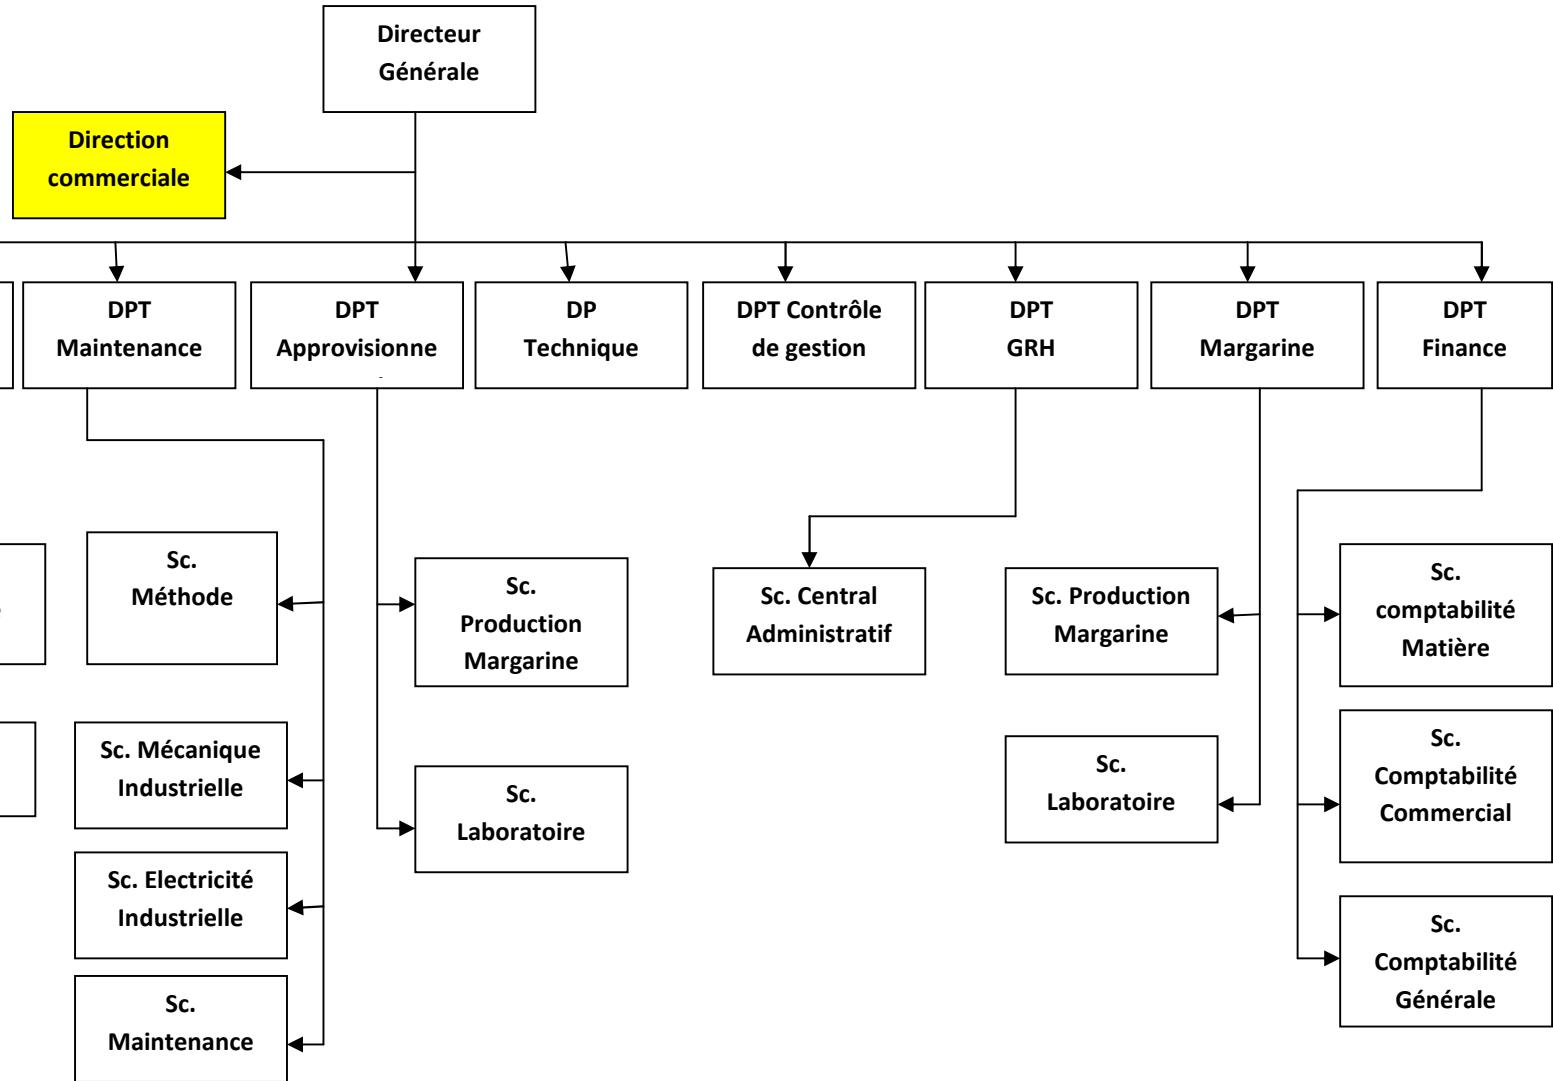 Directeur
Générale
Direction
commerciale
DPT
Maintenance
DPT
Approvisionne
DP
Technique
DPT Contrôle
de gestion
DPT
GRH
DPT
Margarine
DPT
Finance
Sc.
Méthode
Sc. Mécanique
Industrielle
Sc. Electricité
Industrielle
Sc.
Maintenance
Sc.
Production
Margarine
Sc.
Laboratoire
Sc. Central
Administratif
Sc. Production
Margarine
Sc.
Laboratoire
Sc.
comptabilité
Matière
Sc.
Comptabilité
Commercial
Sc.
Comptabilité
Générale